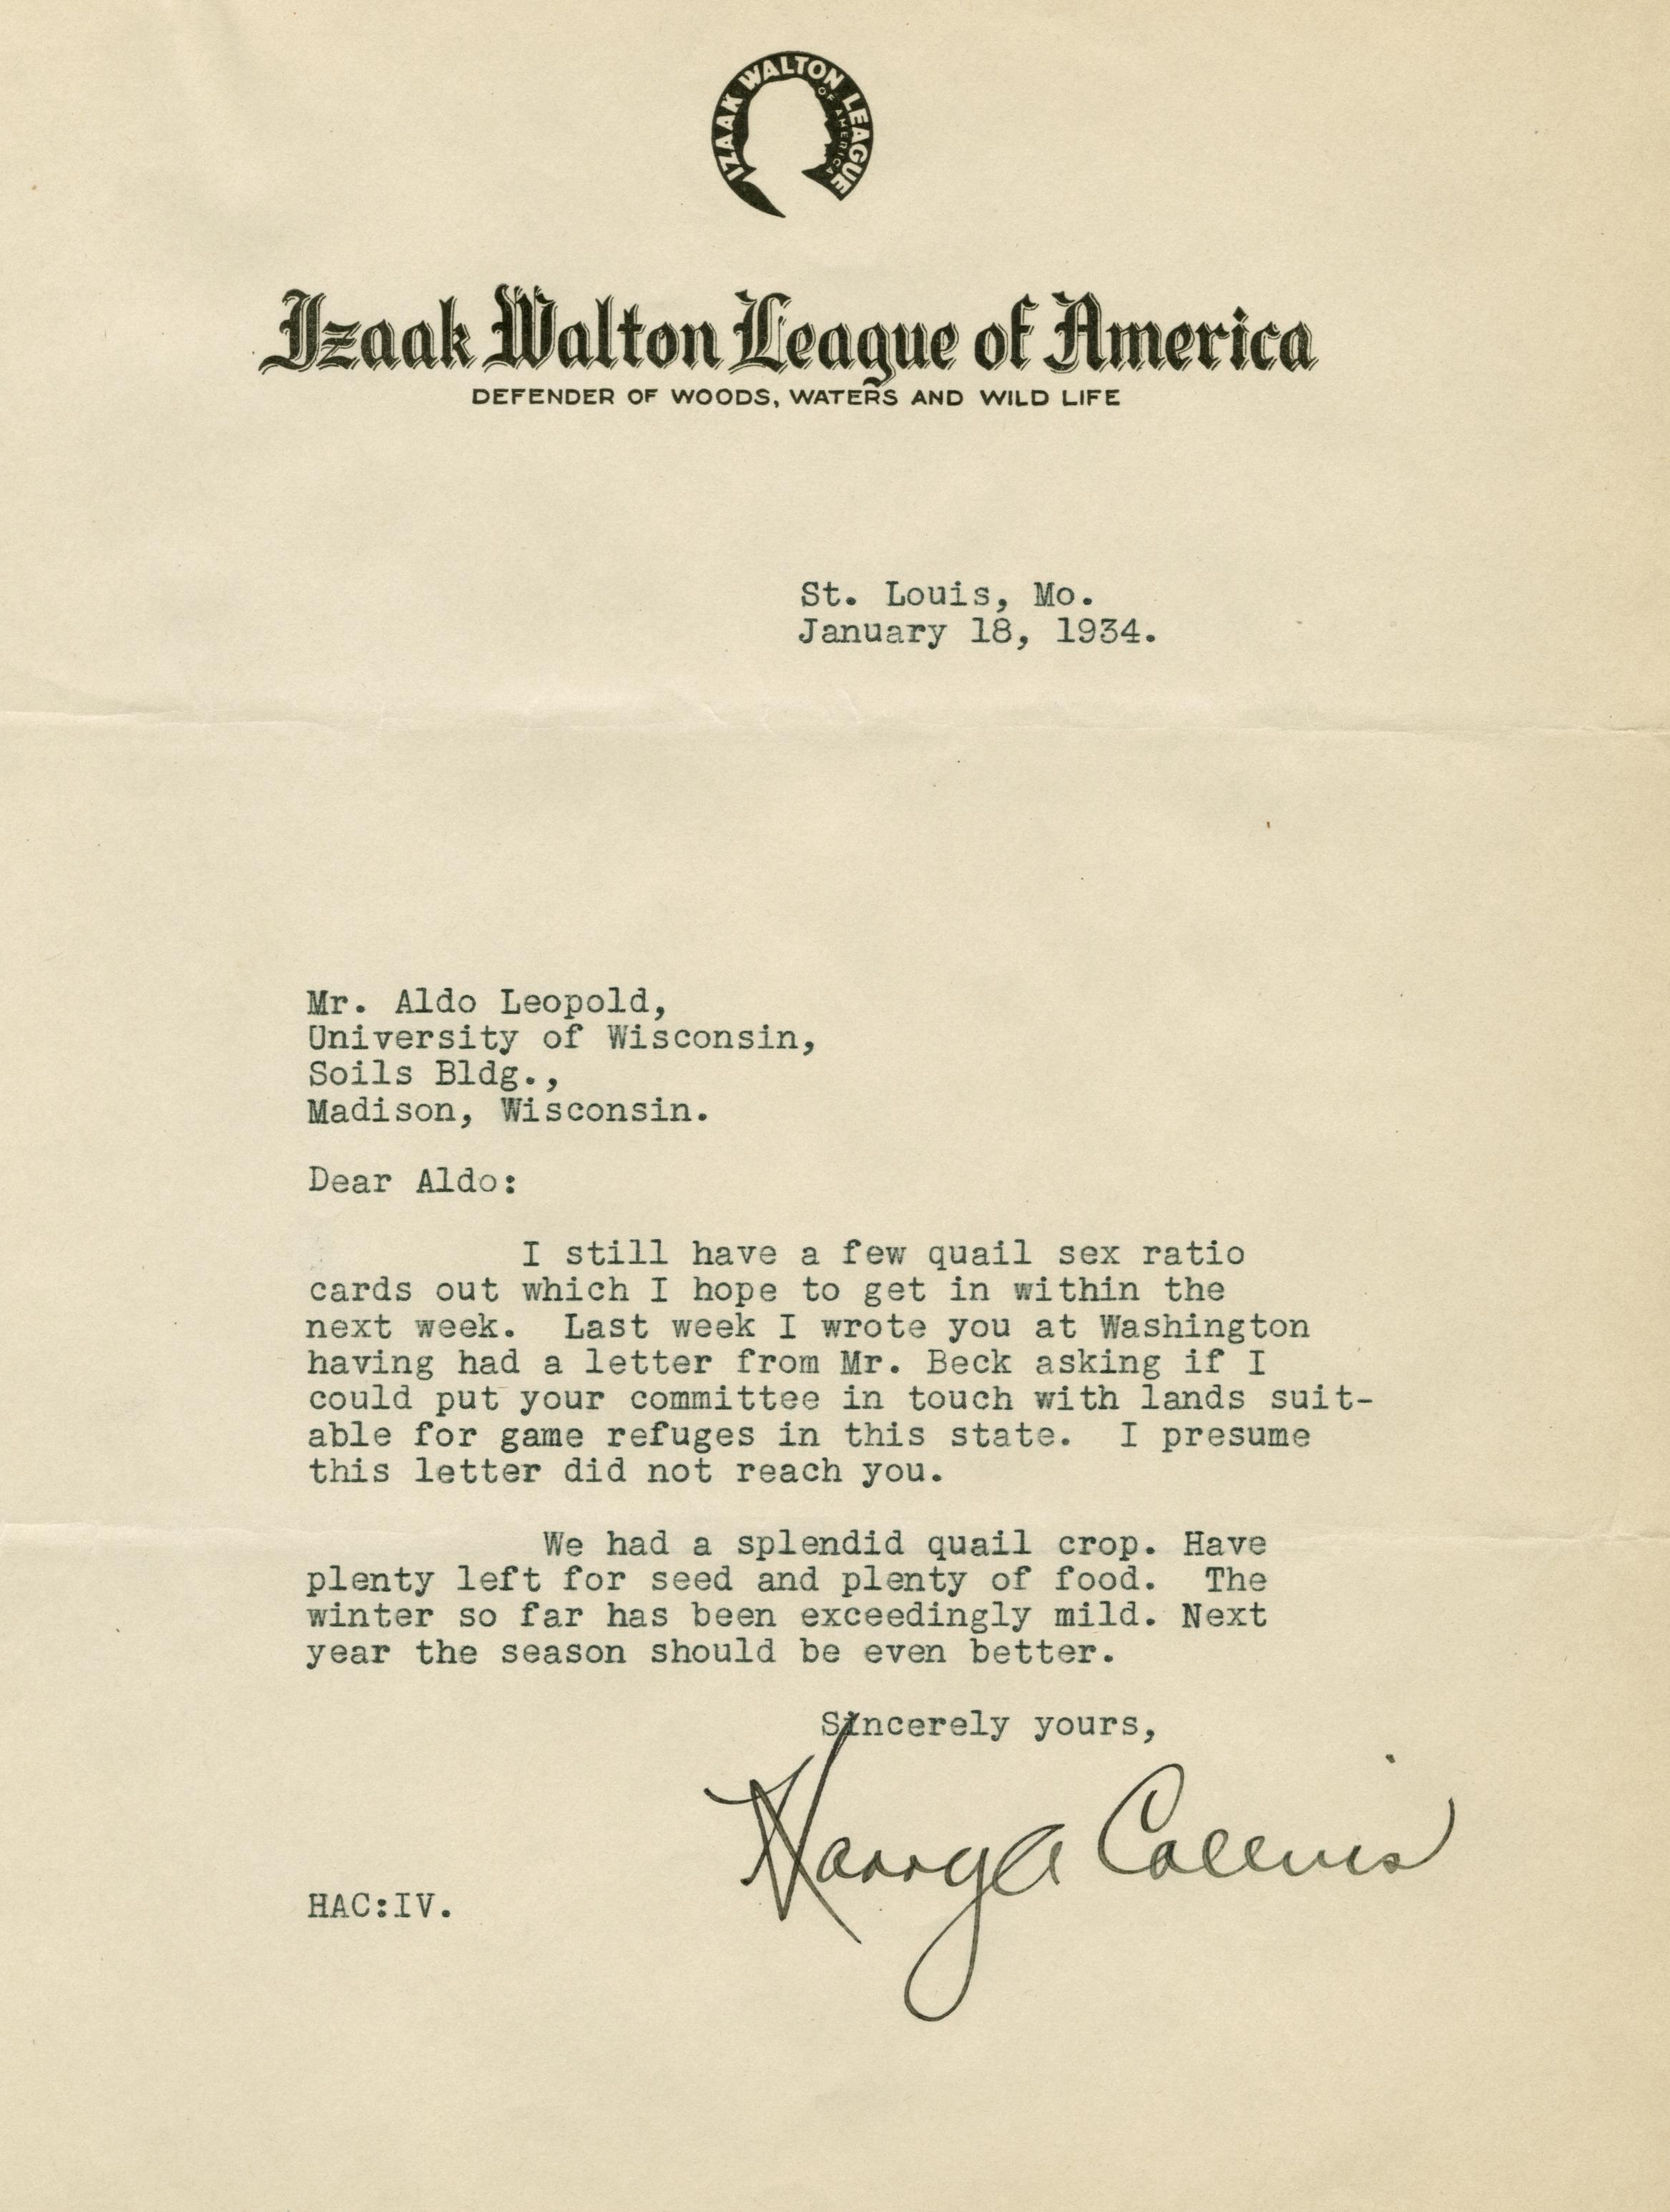 IZAAK WALTON LEAGUE
OF AMERICA
Izaak Walton League of America
DEFENDER OF WOODS, WATERS AND WILD LIFE
St. Louis, Mo.
January 18, 1934.
Mr. Aldo Leopold,
University of Wisconsin,
Soils Bldg.,
Madison, Wisconsin.
Dear Aldo:
I still have a few quail sex ratio
cards out which I hope to get in within the
next week. Last week I wrote you at Washington
having had a letter from Mr. Beck asking if I
could put your committee in touch with lands suit-
able for game refuges in this state. I presume
this letter did not reach you.
We had a splendid quail crop. Have
plenty left for seed and plenty of food. The
winter so far has been exceedingly mild. Next
year the season should be even better.
Sincerely yours,
Harry A Collins
HAC:IV.